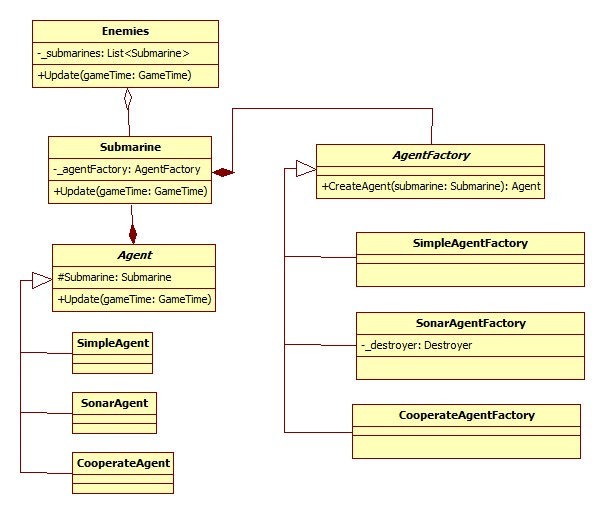 Enemies
-_submarines: List<Submarine>
+Update(gameTime: GameTime)
Submarine
-_agentFactory: AgentFactory
+Update(gameTime: GameTime)
AgentFactory
+CreateAgent(submarine: Submarine): Agent
Agent
#Submarine: Submarine
+Update(gameTime: GameTime)
SimpleAgentFactory
SonarAgentFactory
-_destroyer: Destroyer
SimpleAgent
SonarAgent
CooperateAgentFactory
CooperateAgent